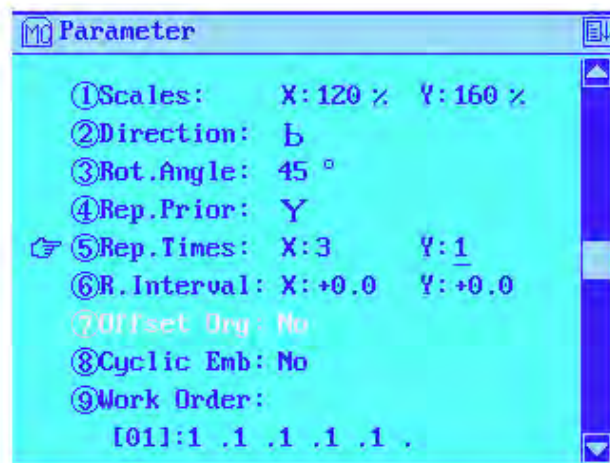 MC Parameter
①Scales: X:120 % Y:160 %
②Direction: Ь
③Rot.Angle: 45 °
④Rep.Prior: Y
⑤Rep.Times: X:3 Y:1
⑥R.Interval: X:+0.0 Y:+0.0
⑦Offset Org: No
⑧Cyclic Emb: No
⑨Work Order:
[01]:1 .1 .1 .1 .1 .